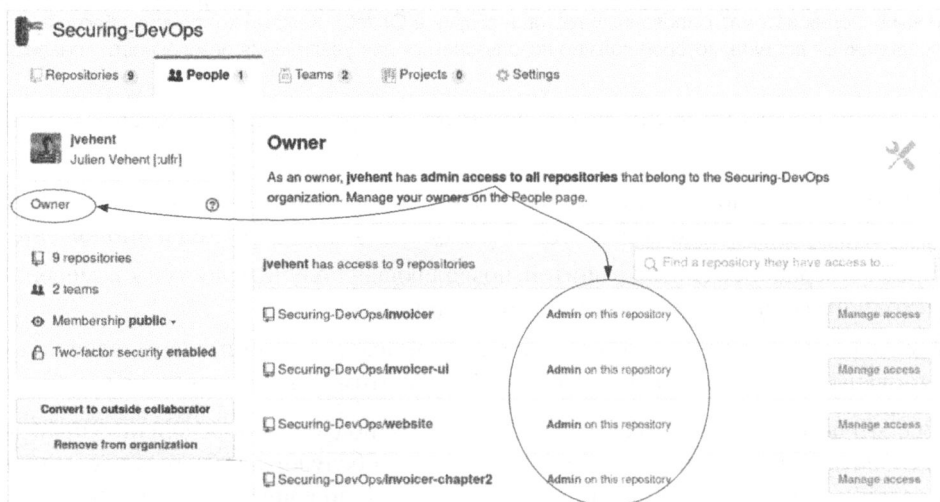 Securing-DevOps
Repositories 9 People 1 Teams 2 Projects 0 Settings
jvehent
Julien Vehent [:ulfr]
Owner
9 repositories
2 teams
Membership public
Two-factor security enabled
Convert to outside collaborator
Remove from organization
Owner
As an owner, jvehent has admin access to all repositories that belong to the Securing-DevOps
organization. Manage your owners on the People page.
jvehent has access to 9 repositories Find a repository they have access to...
Securing-DevOps/invoicer Admin on this repository Manage access
Securing-DevOps/invoicer-ui Admin on this repository Manage access
Securing-DevOps/website Admin on this repository Manage access
Securing-DevOps/invoicer-chapter2 Admin on this repository Manage access